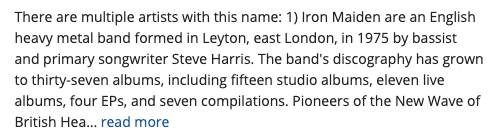 There are multiple artists with this name: 1) Iron Maiden are an English
heavy metal band formed in Leyton, east London, in 1975 by bassist
and primary songwriter Steve Harris. The band's discography has grown
to thirty-seven albums, including fifteen studio albums, eleven live
albums, four EPs, and seven compilations. Pioneers of the New Wave of
British Hea... read more